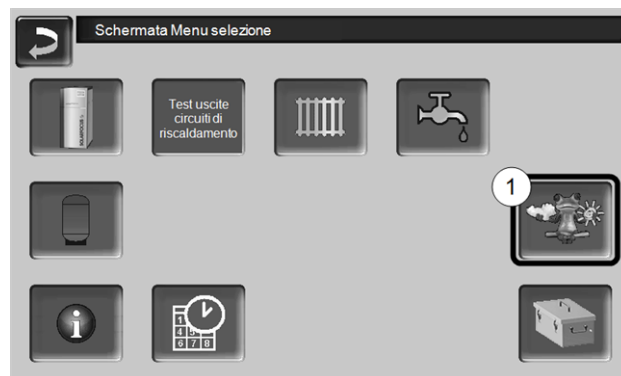 Schermata Menu selezione
Test uscite
circuiti di
riscaldamento
1